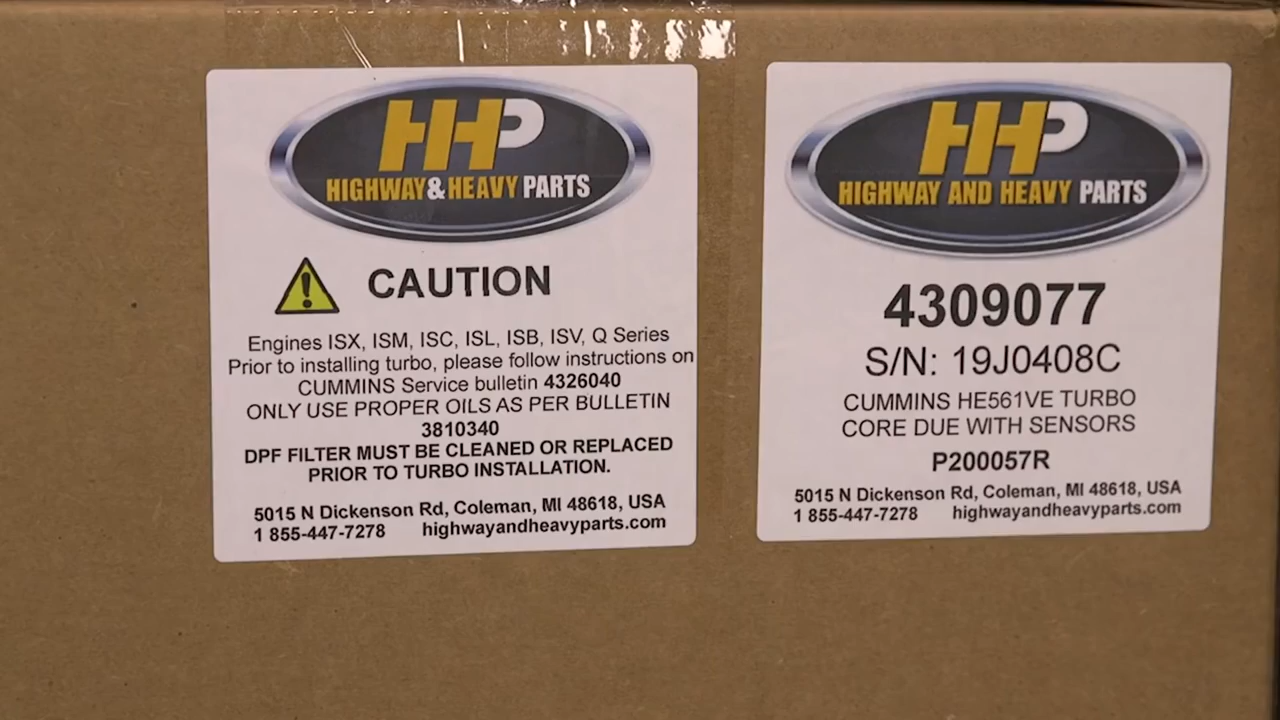 HHP
HIGHWAY&HEAVY PARTS
CAUTION
Engines ISX, ISM, ISC, ISL, ISB, ISV, Q Series
Prior to installing turbo, please follow instructions on
CUMMINS Service bulletin 4326040
ONLY USE PROPER OILS AS PER BULLETIN
3810340
DPF FILTER MUST BE CLEANED OR REPLACED
PRIOR TO TURBO INSTALLATION.
5015 N Dickenson Rd, Coleman, MI 48618, USA
1 855-447-7278 highwayandheavyparts.com
HHP
HIGHWAY AND HEAVY PARTS
4309077
S/N: 19J0408C
CUMMINS HE561VE TURBO
CORE DUE WITH SENSORS
P200057R
5015 N Dickenson Rd, Coleman, MI 48618, USA
1 855-447-7278 highwayandheavyparts.com